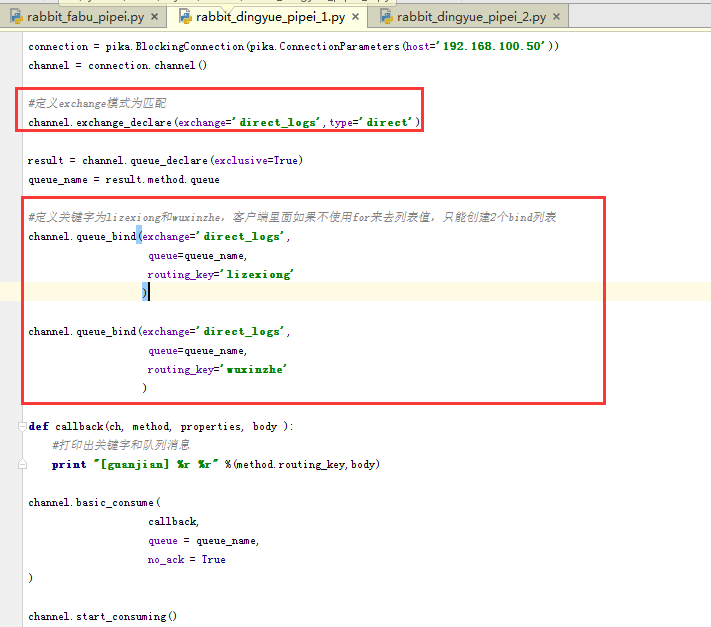 rabbit_fabu_pipei.py × rabbit_dingyue_pipei_1.py × rabbit_dingyue_pipei_2.py ×
connection = pika.BlockingConnection(pika.ConnectionParameters(host='192.168.100.50'))
channel = connection.channel()
#定义exchange模式为匹配
channel.exchange_declare(exchange='direct_logs',type='direct')
result = channel.queue_declare(exclusive=True)
queue_name = result.method.queue
#定义关键字为lizexiong和wuxinzhe，客户端里面如果不使用for来去列表值，只能创建2个bind列表
channel.queue_bind(exchange='direct_logs',
queue=queue_name,
routing_key='lizexiong'
)
channel.queue_bind(exchange='direct_logs',
queue=queue_name,
routing_key='wuxinzhe'
)
def callback(ch, method, properties, body ):
#打印出关键字和队列消息
print "[guanjian] %r %r" %(method.routing_key,body)
channel.basic_consume(
callback,
queue = queue_name,
no_ack = True
)
channel.start_consuming()